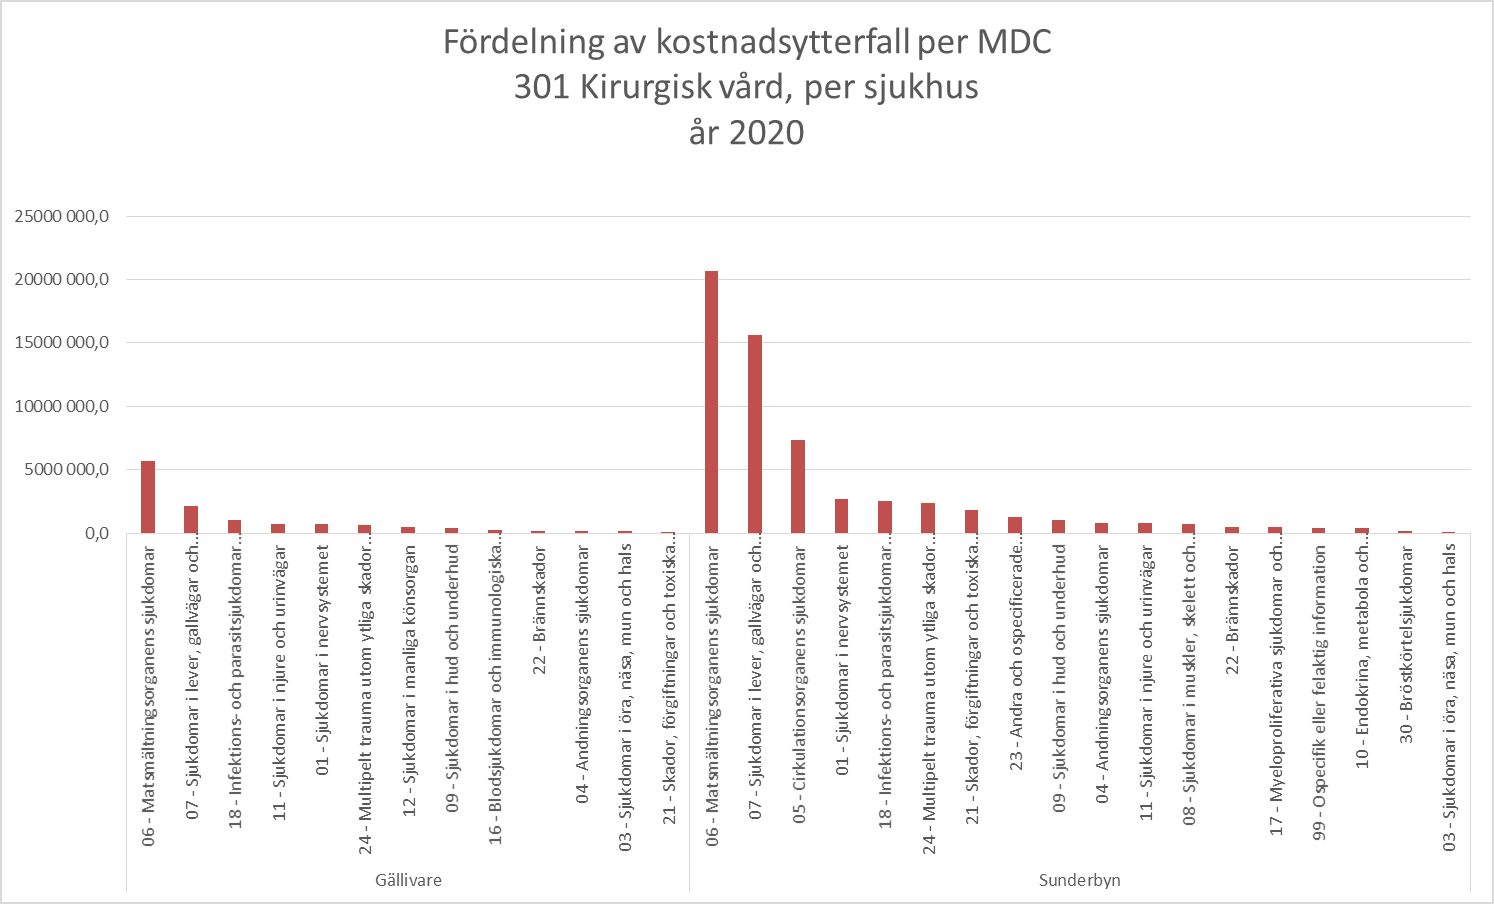 Fördelning av kostnadsytterfall per MDC
301 Kirurgisk vård, per sjukhus
år 2020
25000 000,0
20000 000,0
15000 000,0
10000 000,0
5000 000,0
0,0
06 - Matsmältningsorganens sjukdomar
07 - Sjukdomar i lever, gallvägar och…
18 - Infektions- och parasitsjukdomar…
11 - Sjukdomar i njure och urinvägar
01 - Sjukdomar i nervsystemet
24 - Multipelt trauma utom ytliga skador…
12 - Sjukdomar i manliga könsorgan
09 - Sjukdomar i hud och underhud
16 - Blodsjukdomar och immunologiska…
22 - Brännskador
04 - Andningsorganens sjukdomar
03 - Sjukdomar i öra, näsa, mun och hals
21 - Skador, förgiftningar och toxiska…
06 - Matsmältningsorganens sjukdomar
07 - Sjukdomar i lever, gallvägar och…
05 - Cirkulationsorganens sjukdomar
01 - Sjukdomar i nervsystemet
18 - Infektions- och parasitsjukdomar…
24 - Multipelt trauma utom ytliga skador…
21 - Skador, förgiftningar och toxiska…
23 - Andra och ospecificerade…
09 - Sjukdomar i hud och underhud
04 - Andningsorganens sjukdomar
11 - Sjukdomar i njure och urinvägar
08 - Sjukdomar i muskler, skelett och…
22 - Brännskador
17 - Myeloproliferativa sjukdomar och…
99 - Ospecifik eller felaktig information
10 - Endokrina, metabola och…
30 - Bröstkörtelsjukdomar
03 - Sjukdomar i öra, näsa, mun och hals
Gällivare
Sunderbyn